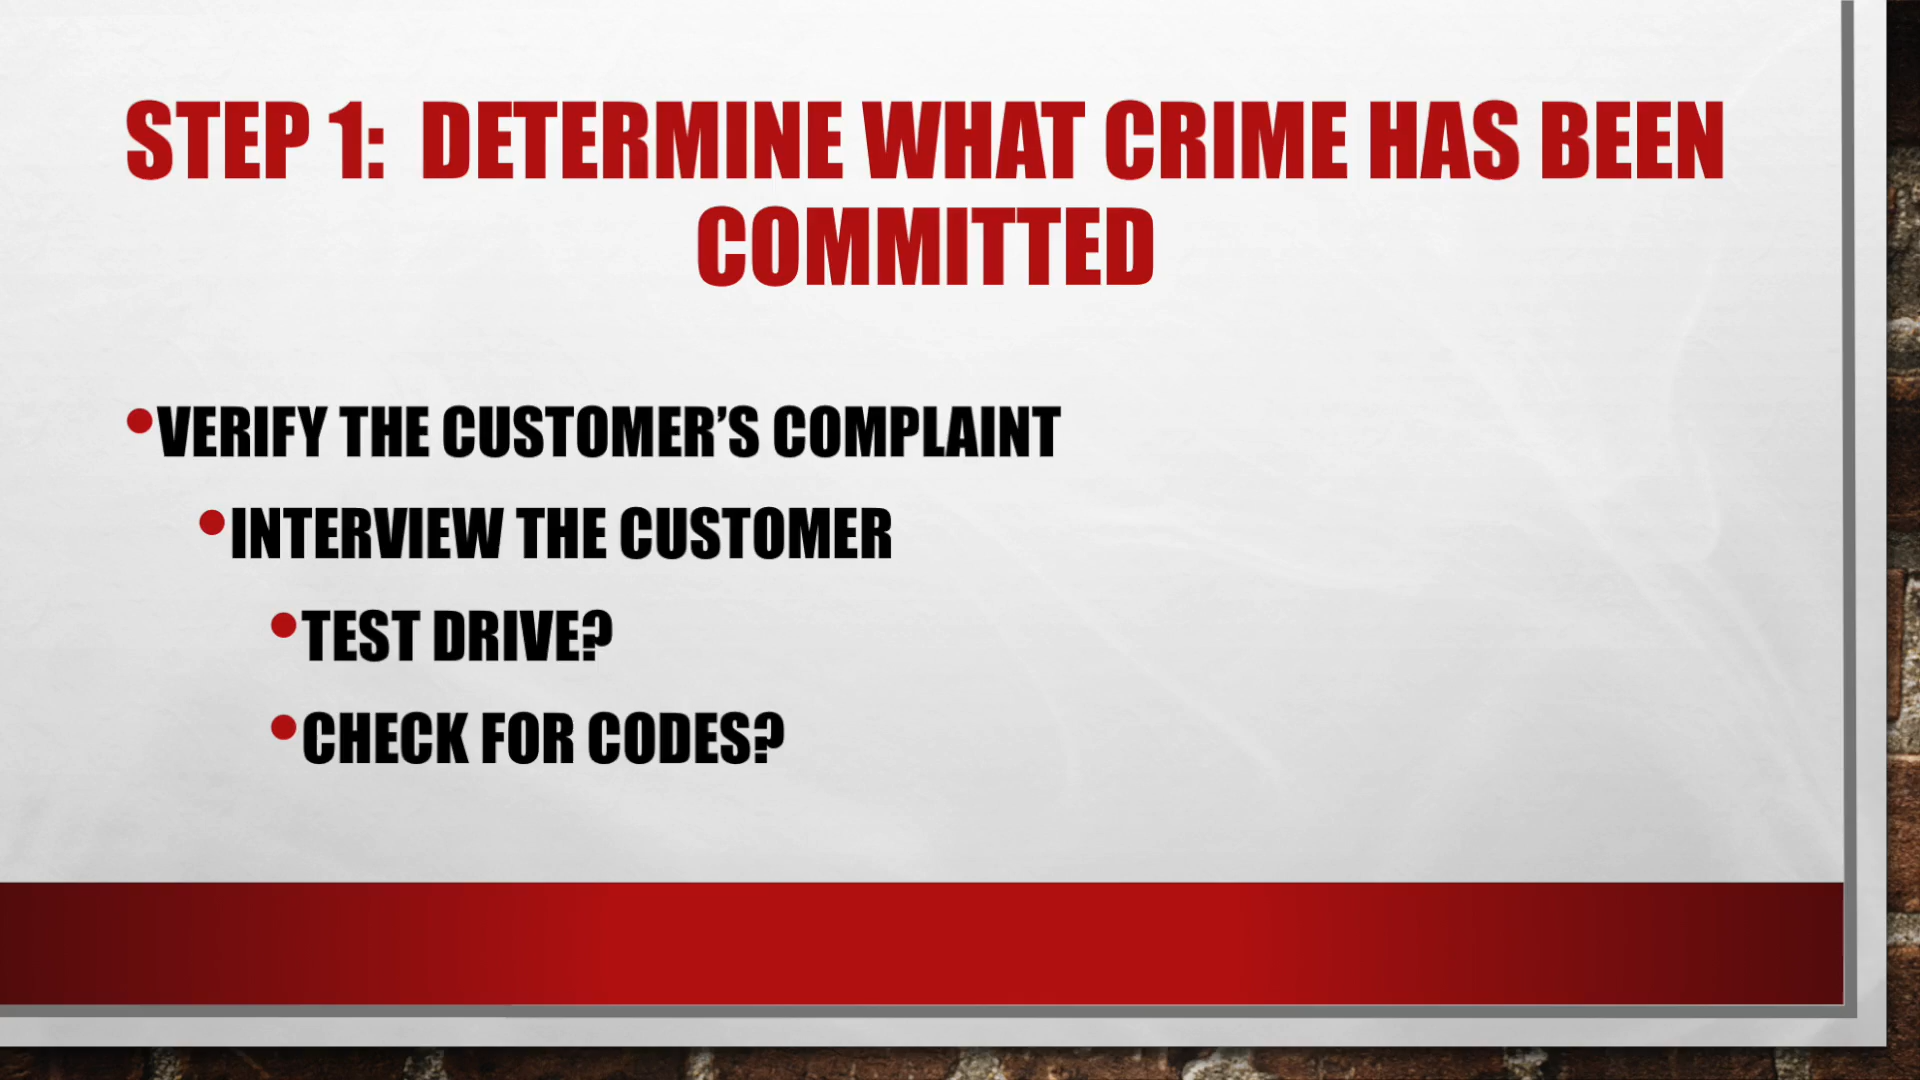 STEP 1: DETERMINE WHAT CRIME HAS BEEN
COMMITTED
•VERIFY THE CUSTOMER’S COMPLAINT
•INTERVIEW THE CUSTOMER
•TEST DRIVE?
•CHECK FOR CODES?